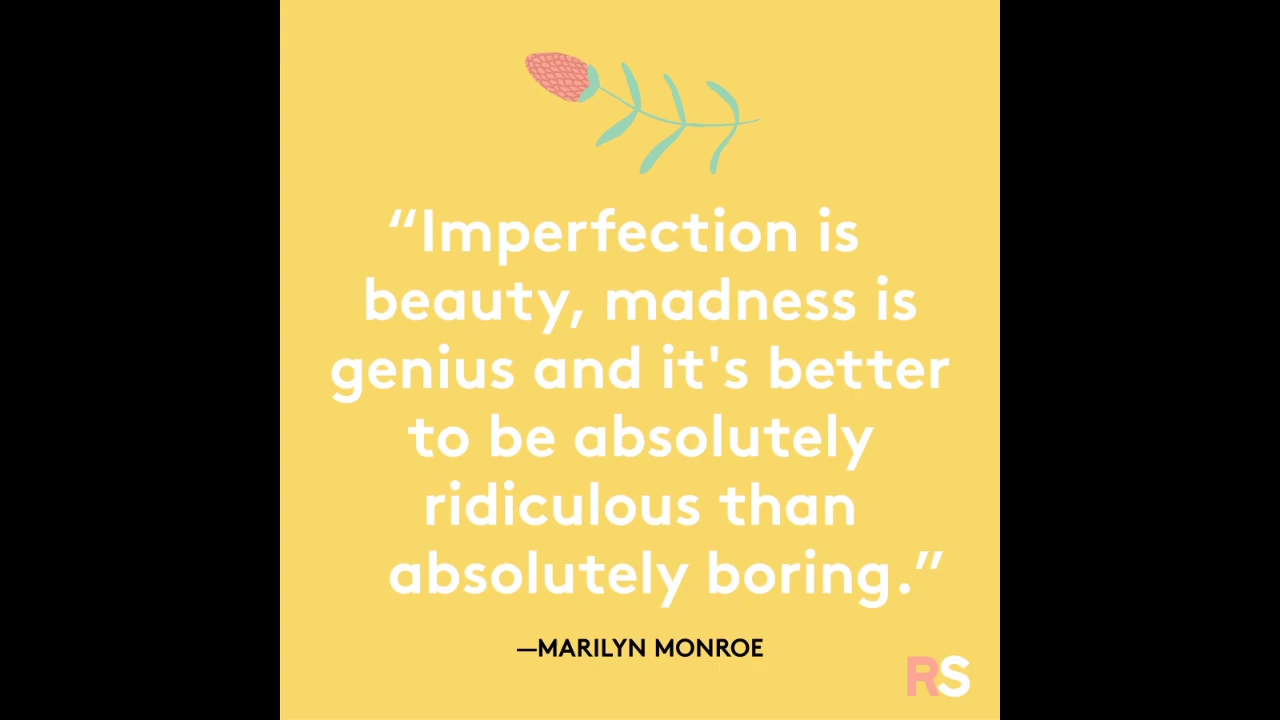 “Imperfection is
beauty, madness is
genius and it's better
to be absolutely
ridiculous than
absolutely boring.”
—MARILYN MONROE
RS